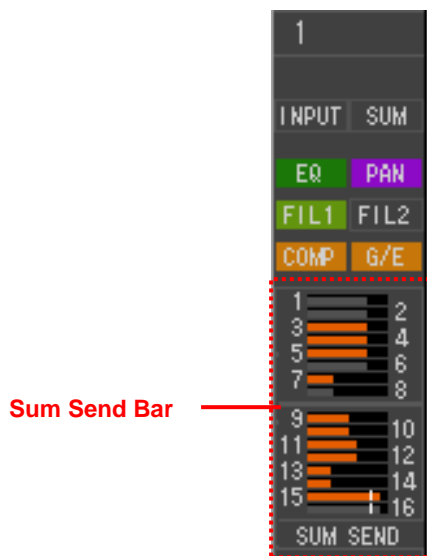 1
INPUT SUM
EQ PAN
FIL1 FIL2
COMP G/E
1 2
3 4
5 6
7 8
Sum Send Bar
9 10
11 12
13 14
15 16
SUM SEND